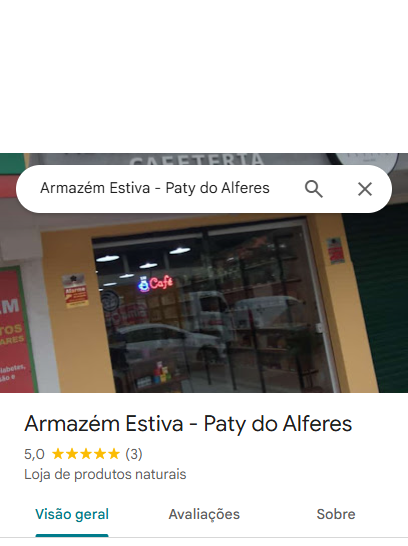 CAFETERIA
Armazém Estiva - Paty do Alferes
Café
Armazém Estiva - Paty do Alferes
5,0 (3)
Loja de produtos naturais
Visão geral
Avaliações
Sobre